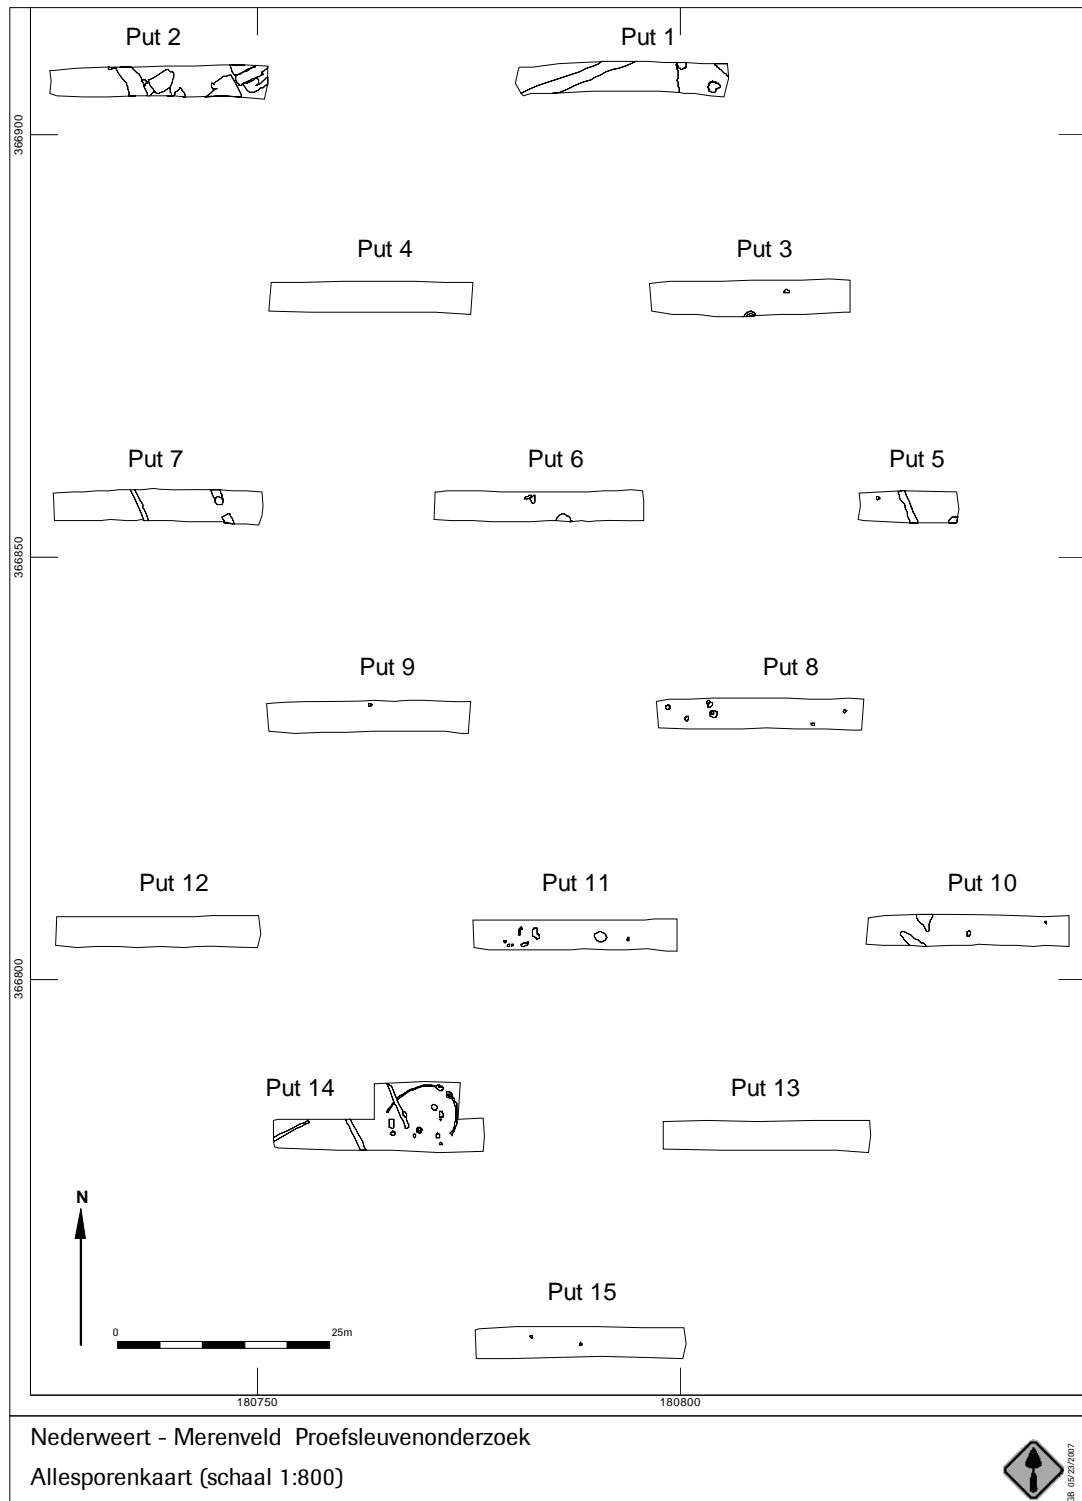 Put 2
Put 1
366900
Put 4
Put 3
Put 7
Put 6
Put 5
366850
Put 9
Put 8
Put 12
Put 11
Put 10
366800
Put 14
Put 13
N
Put 15
0
25m
180750
180800
Nederweert - Merenveld Proefsleuvenonderzoek
Allesporenkaart (schaal 1:800)
GB 05/23/2007